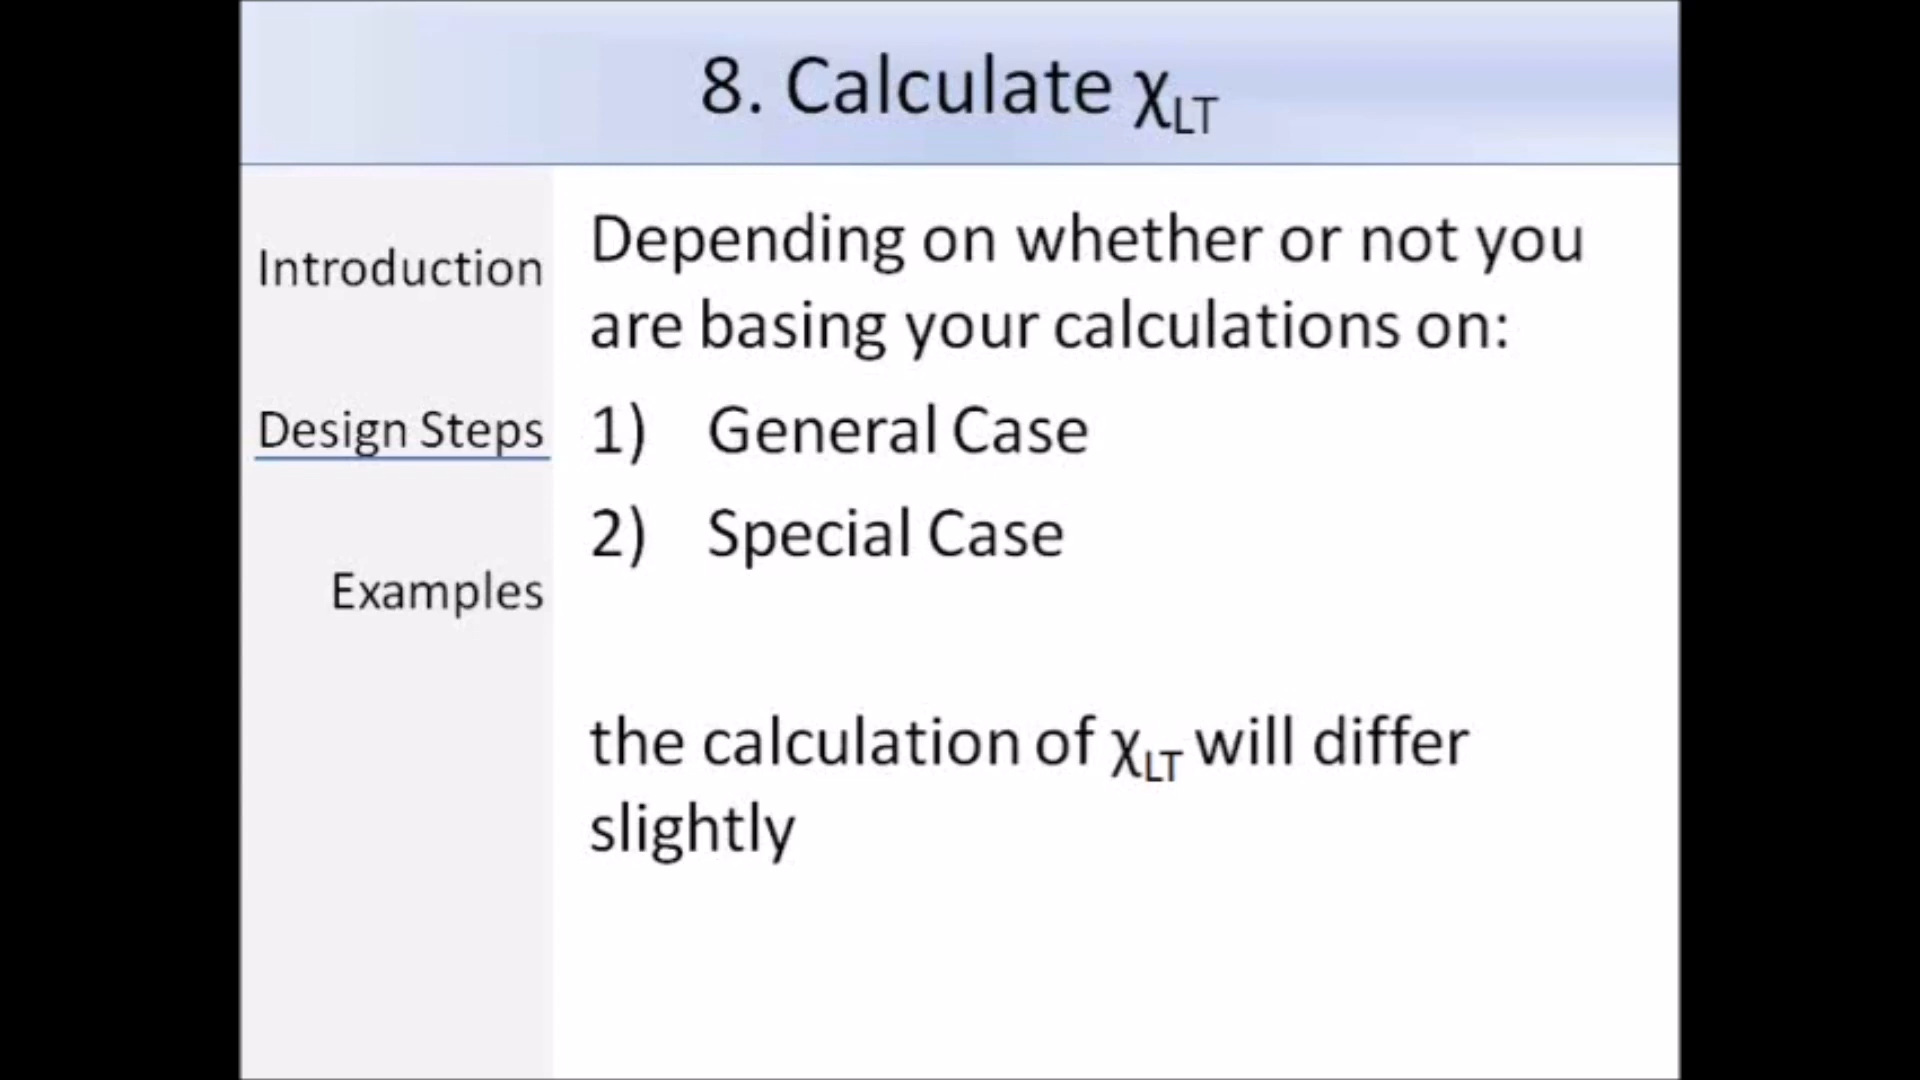 8. Calculate χLT
Introduction
Design Steps
Examples
Depending on whether or not you
are basing your calculations on:
1) General Case
2) Special Case
the calculation of χLT will differ
slightly